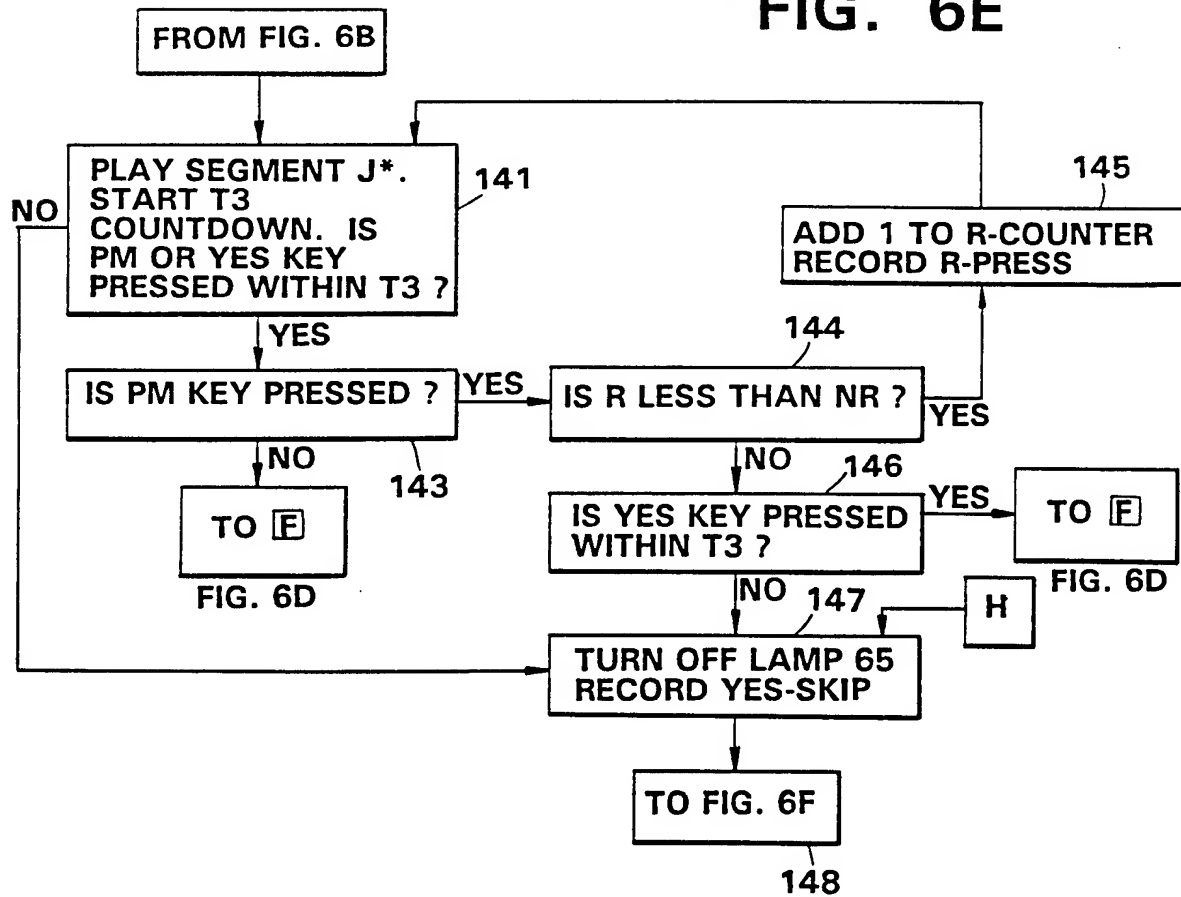 FIG. 6E
FROM FIG. 6B
PLAY SEGMENT J*.
START T3
COUNTDOWN. IS
PM OR YES KEY
PRESSED WITHIN T3 ?
141
NO
YES
145
ADD 1 TO R-COUNTER
RECORD R-PRESS
IS PM KEY PRESSED ?
YES
143
NO
144
IS R LESS THAN NR ?
YES
NO
TO F
FIG. 6D
146
IS YES KEY PRESSED
WITHIN T3 ?
YES
TO F
FIG. 6D
NO
147
H
TURN OFF LAMP 65
RECORD YES-SKIP
TO FIG. 6F
148